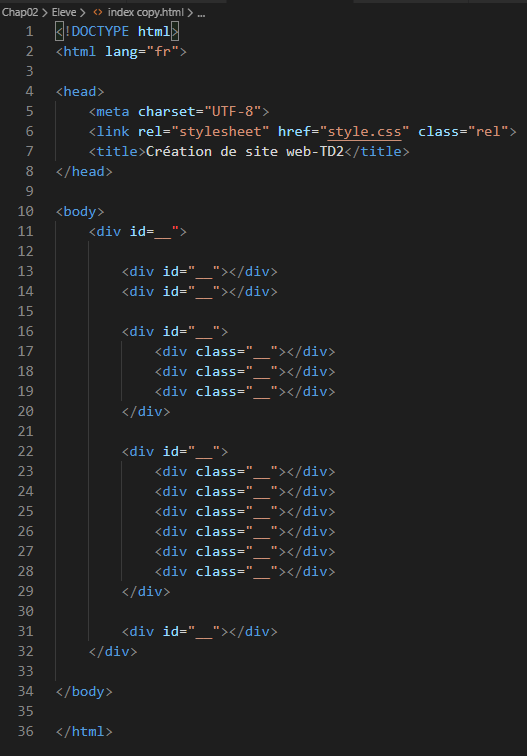 Chap02 > Eleve > <> index copy.html > ...
1 <!DOCTYPE html>
2 <html lang="fr">
3
4 <head>
5     <meta charset="UTF-8">
6     <link rel="stylesheet" href="style.css" class="rel">
7     <title>Création de site web-TD2</title>
8 </head>
9
10 <body>
11     <div id=__">
12
13         <div id="__"></div>
14         <div id="__"></div>
15
16         <div id="__">
17             <div class="__"></div>
18             <div class="__"></div>
19             <div class="__"></div>
20         </div>
21
22         <div id="__">
23             <div class="__"></div>
24             <div class="__"></div>
25             <div class="__"></div>
26             <div class="__"></div>
27             <div class="__"></div>
28             <div class="__"></div>
29         </div>
30
31         <div id="__"></div>
32     </div>
33
34 </body>
35
36 </html>